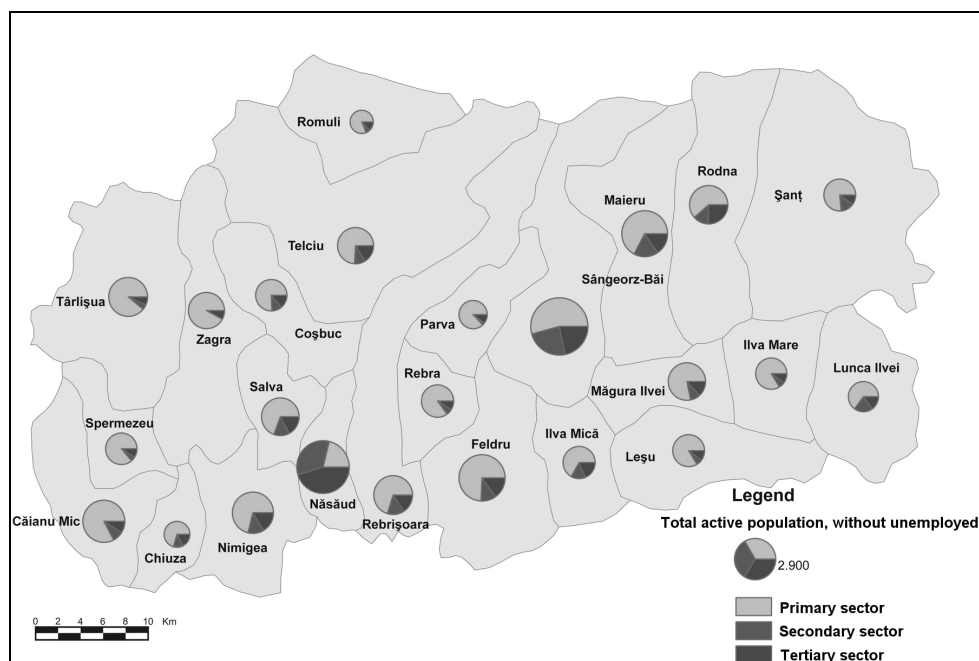 Romuli
Rodna
Şanţ
Maieru
Telciu
Sângeorz-Băi
Târlişua
Parva
Coşbuc
Zagra
Ilva Mare
Lunca Ilvei
Rebra
Salva
Măgura Ilvei
Spermezeu
Feldru
Ilva Mică
Leşu
Năsăud
Căianu Mic
Rebrişoara
Nimigea
Chiuza
Legend
Total active population, without unemployed
2.900
Primary sector
Secondary sector
Tertiary sector
0 2 4 6 8 10 Km